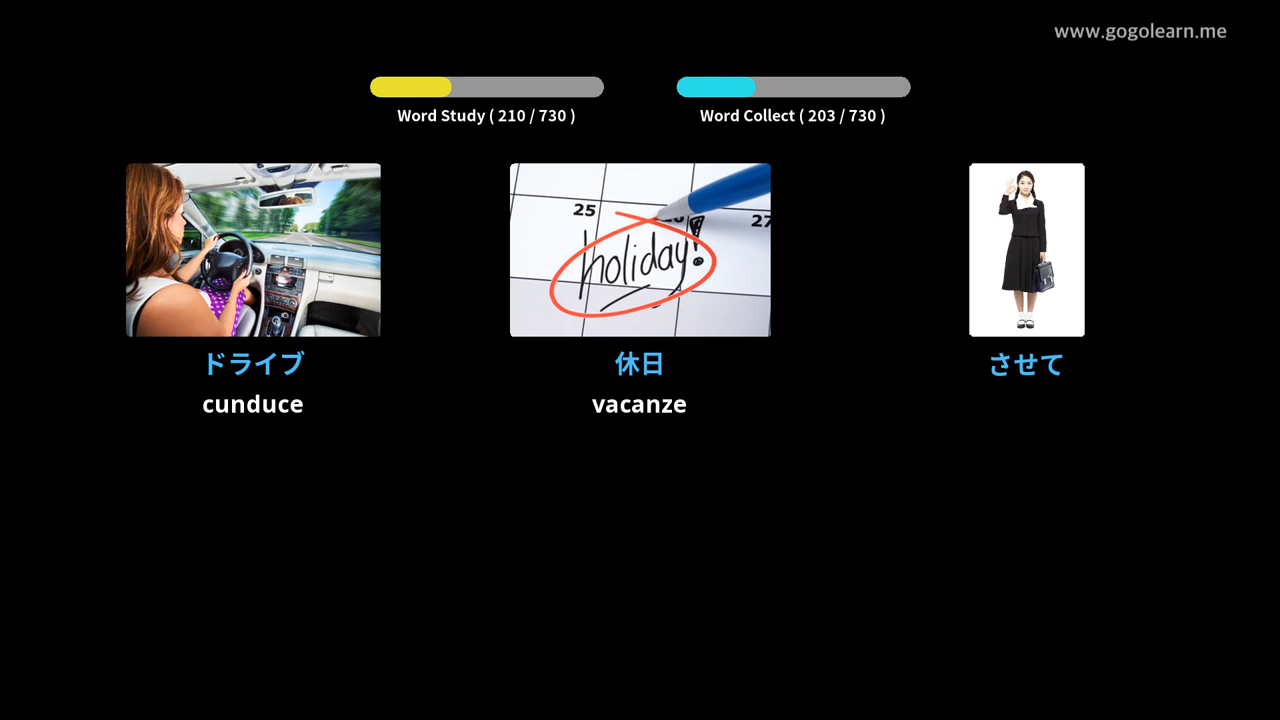 www.gogolearn.me
Word Study ( 210 / 730 )
Word Collect ( 203 / 730 )
25
27
holiday!
ドライブ
休日
させて
cunduce
vacanze